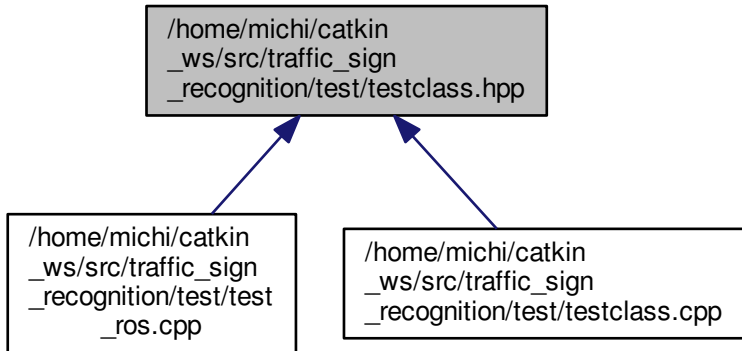 /home/michi/catkin
_ws/src/traffic_sign
_recognition/test/testclass.hpp
/home/michi/catkin
_ws/src/traffic_sign
_recognition/test/test
_ros.cpp
/home/michi/catkin
_ws/src/traffic_sign
_recognition/test/testclass.cpp